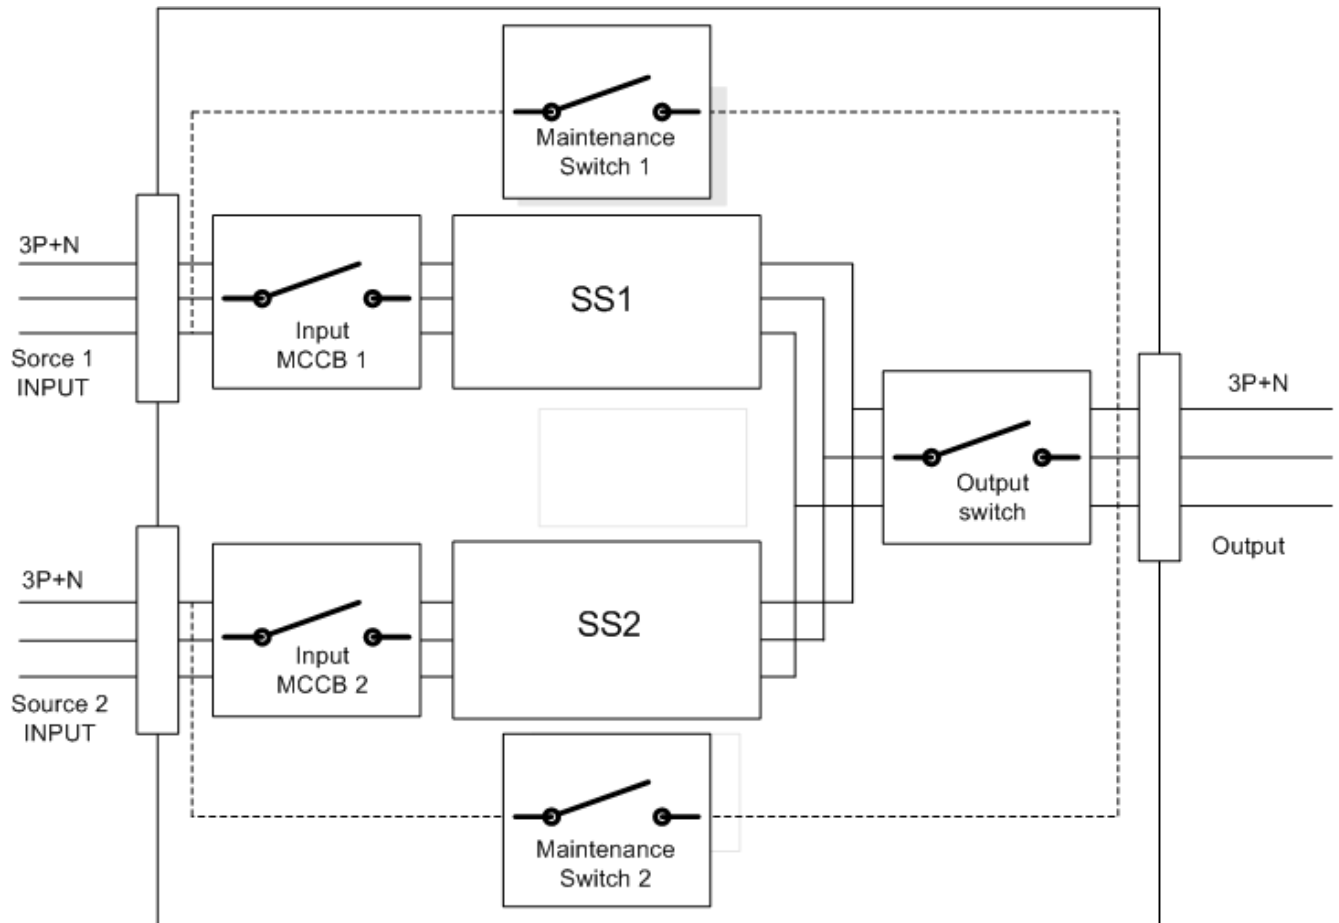 Maintenance
Switch 1
3P+N
Sorce 1
INPUT
Input
MCCB 1
SS1
3P+N
Output
switch
Output
3P+N
Source 2
INPUT
Input
MCCB 2
SS2
Maintenance
Switch 2